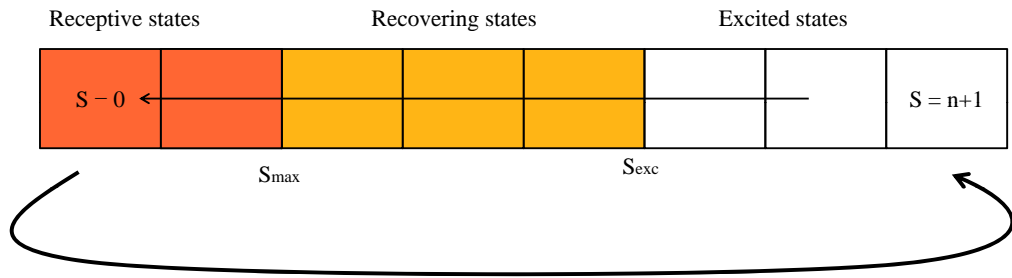 Receptive states
Recovering states
Excited states
S − 0
S = n+1
Smax
Sexc